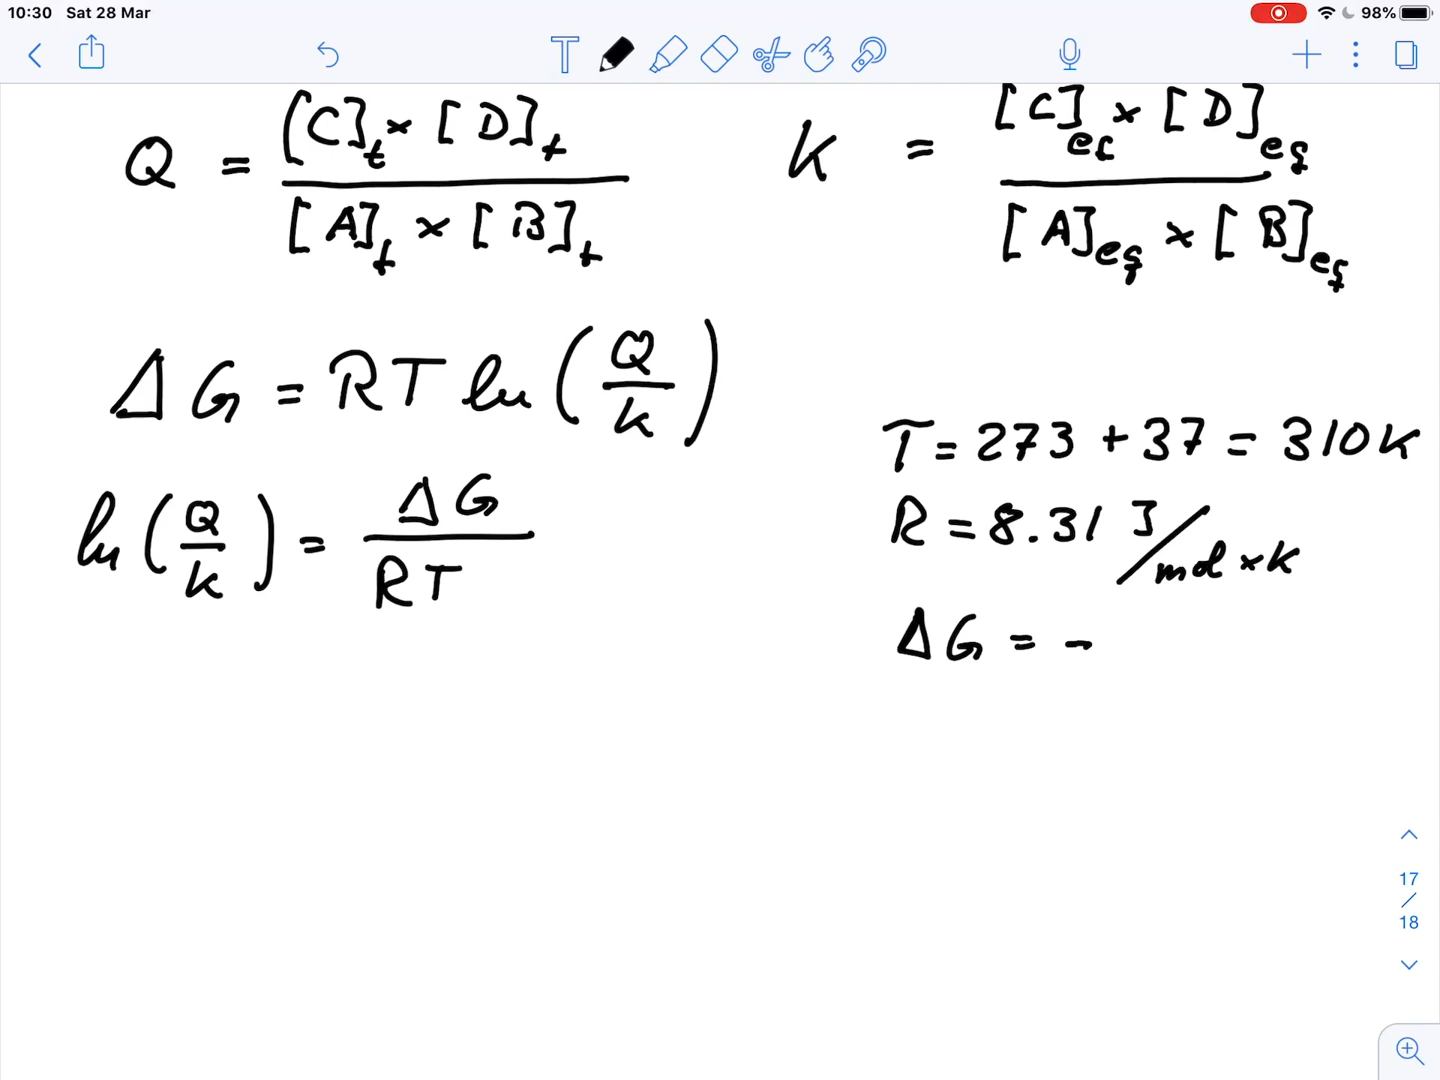 10:30 Sat 28 Mar 98%
T
Q = [C]t × [D]t / [A]t × [B]t
K = [C]eq × [D]eq / [A]eq × [B]eq
ΔG = RT ln(Q/K)
T = 273 + 37 = 310K
ln(Q/K) = ΔG / RT
R = 8.31 J/mol×K
ΔG = -
17
/
18